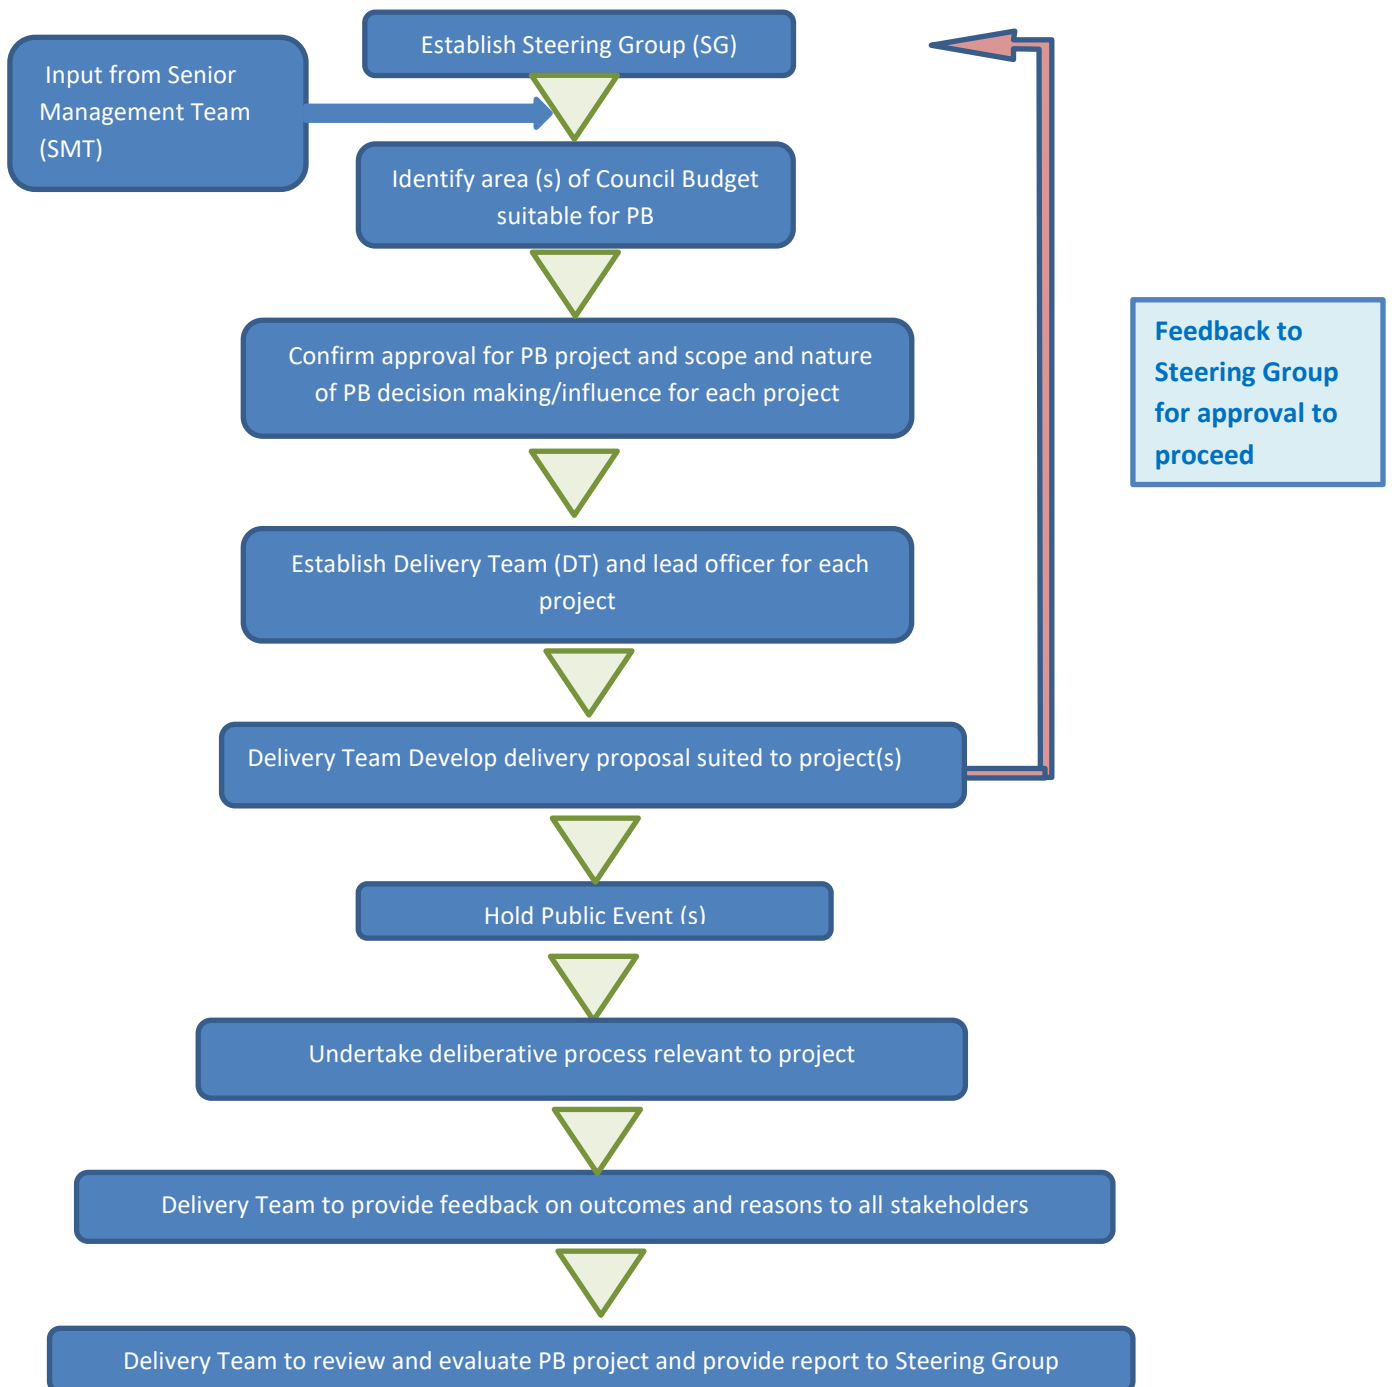 Establish Steering Group (SG)
Input from Senior
Management Team
(SMT)
Identify area (s) of Council Budget
suitable for PB
Confirm approval for PB project and scope and nature
of PB decision making/influence for each project
Feedback to
Steering Group
for approval to
proceed
Establish Delivery Team (DT) and lead officer for each
project
Delivery Team Develop delivery proposal suited to project(s)
Hold Public Event (s)
Undertake deliberative process relevant to project
Delivery Team to provide feedback on outcomes and reasons to all stakeholders
Delivery Team to review and evaluate PB project and provide report to Steering Group